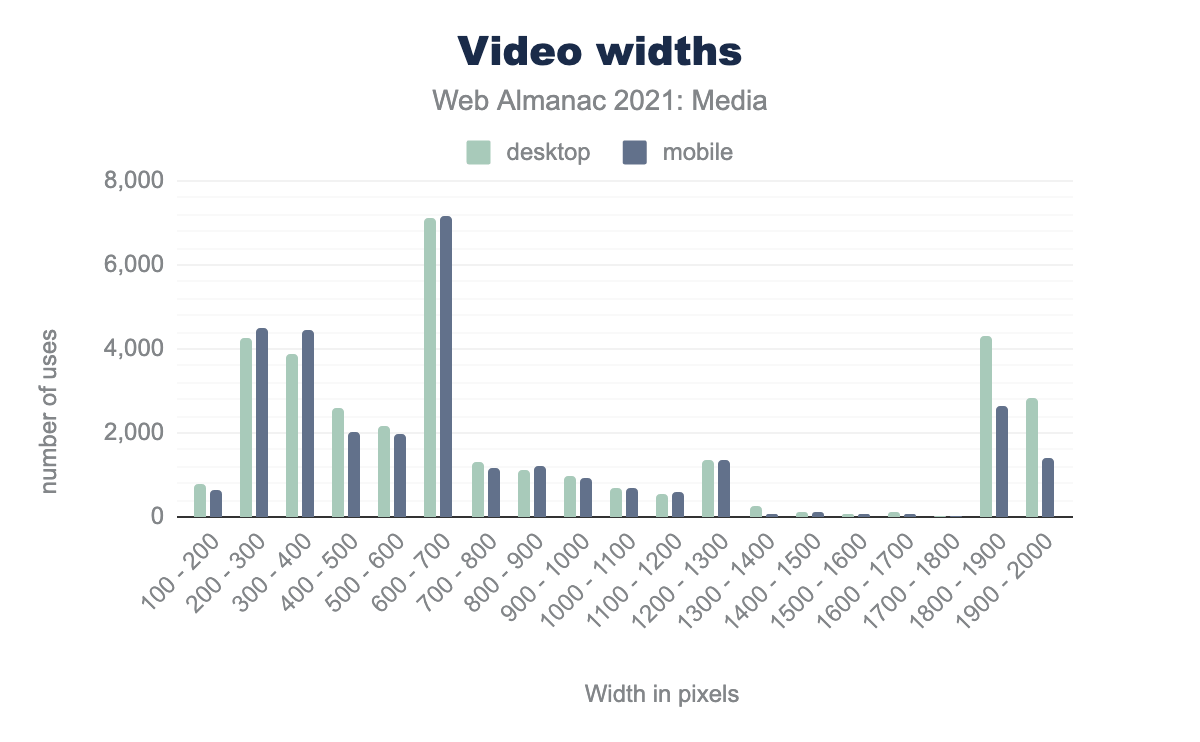 Video widths
Web Almanac 2021: Media
desktop
mobile
8,000
6,000
4,000
2,000
0
number of uses
100 - 200
200 - 300
300 - 400
400 - 500
500 - 600
600 - 700
700 - 800
800 - 900
900 - 1000
1000 - 1100
1100 - 1200
1200 - 1300
1300 - 1400
1400 - 1500
1500 - 1600
1600 - 1700
1700 - 1800
1800 - 1900
1900 - 2000
Width in pixels